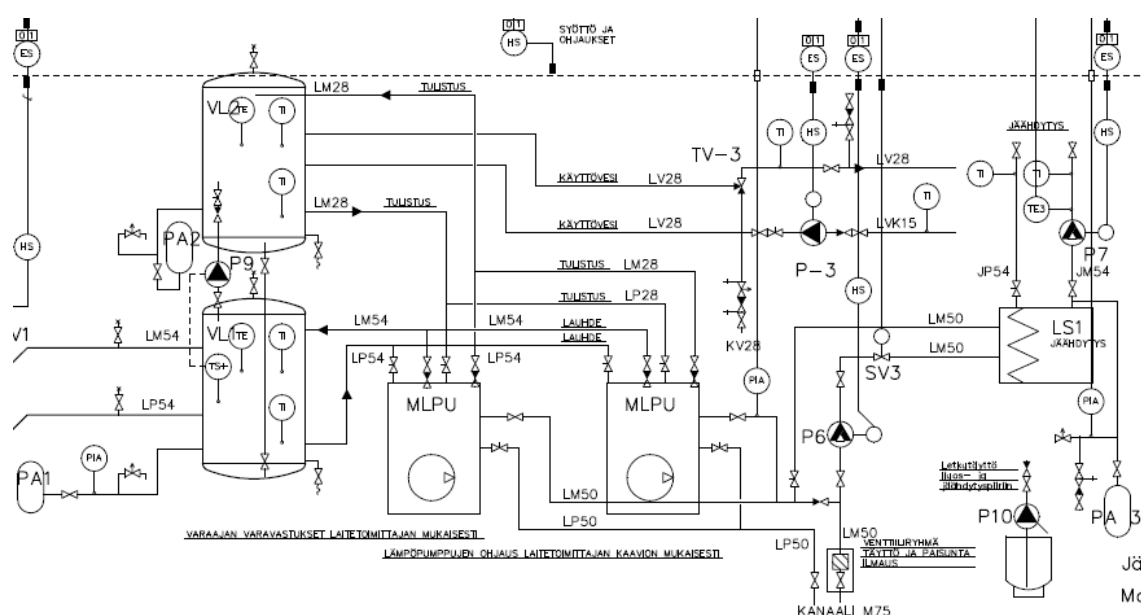 0 1
ES
0 1
HS
SYÖTTÖ JA
OHJAUKSET
0 1
ES
0 1
ES
0 1
ES
VL2
TE
TI
LM28
TULISTUS
TI
TV-3
TI
HS
LV28
JÄÄHDYTYS
HS
TI
TI
KÄYTTÖVESI
LV28
TI
TE3
LM28
TULISTUS
HS
PA2
P9
KÄYTTÖVESI
LV28
LVK15
P-3
P7
TULISTUS
LM28
JP54
JM54
TULISTUS
LP28
HS
V1
LM54
VL1
TE
TI
LM54
LM54
LAUHDE
LAUHDE
LM50
LS1
JÄÄHDYTYS
TS+
LP54
LP54
KV28
LM50
SV3
LP54
TI
MLPU
MLPU
PIA
PIA
P6
PIA
PA1
Letkutäyttö
liuos- ja
jäähdytyspiiriin
P10
PA 3
LM50
LP50
LM50
VARAAJAN VARAVASTUKSET LAITETOIMITTAJAN MUKAISESTI
LÄMPÖPUMPPUJEN OHJAUS LAITETOIMITTAJAN KAAVION MUKAISESTI
LP50
VENTTIILIRYHMÄ
TÄYTTÖ JA PAISUNTA
ILMAUS
KANAALI M75
Jä
Mo